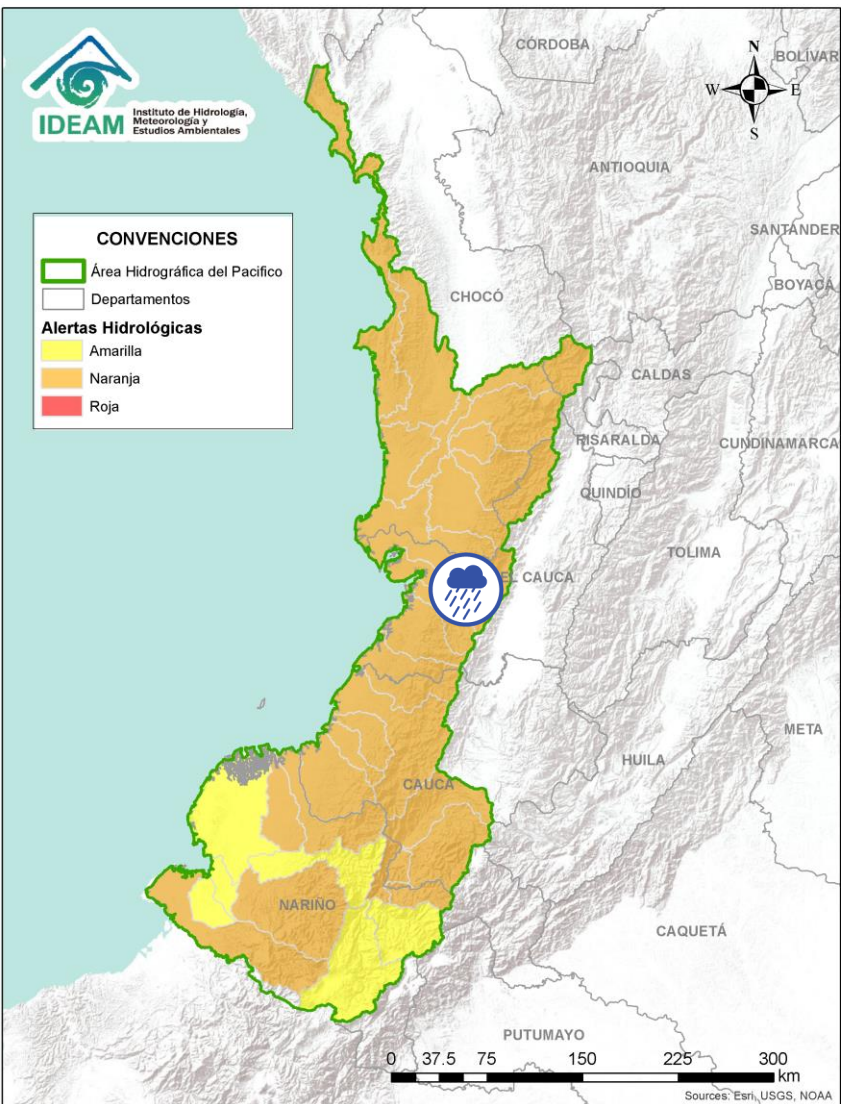 IDEAM
Instituto de Hidrología,
Meteorología y
Estudios Ambientales
CÓRDOBA
BOLÍVAR
N
W
E
S
ANTIOQUIA
SANTANDER
BOYACÁ
CONVENCIONES
Área Hidrográfica del Pacifico
Departamentos
Alertas Hidrológicas
Amarilla
Naranja
Roja
CHOCÓ
CALDAS
RISARALDA
CUNDINAMARCA
QUINDÍO
TOLIMA
EL CAUCA
META
HUILA
CAUCA
NARIÑO
CAQUETÁ
PUTUMAYO
0 37.5 75 150 225 300
km
Sources: Esri, USGS, NOAA